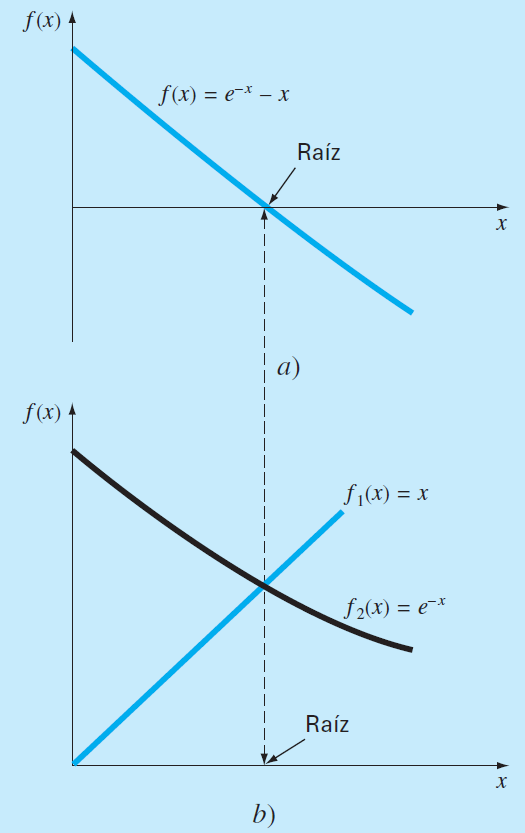 f(x)
f(x) = e⁻ˣ – x
Raíz
x
a)
f(x)
f₁(x) = x
f₂(x) = e⁻ˣ
Raíz
x
b)